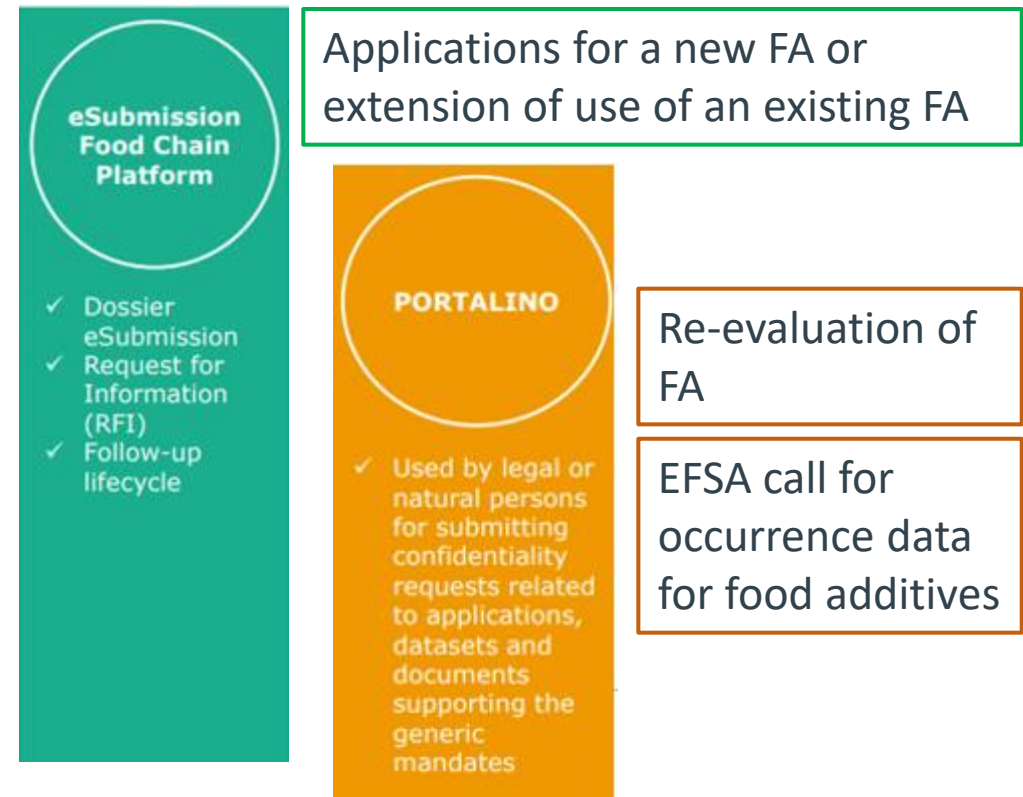 eSubmission
Food Chain
Platform
✓ Dossier
eSubmission
✓ Request for
Information
(RFI)
✓ Follow-up
lifecycle
Applications for a new FA or
extension of use of an existing FA
PORTALINO
✓ Used by legal or
natural persons
for submitting
confidentiality
requests related
to applications,
datasets and
documents
supporting the
generic
mandates
Re-evaluation of
FA
EFSA call for
occurrence data
for food additives